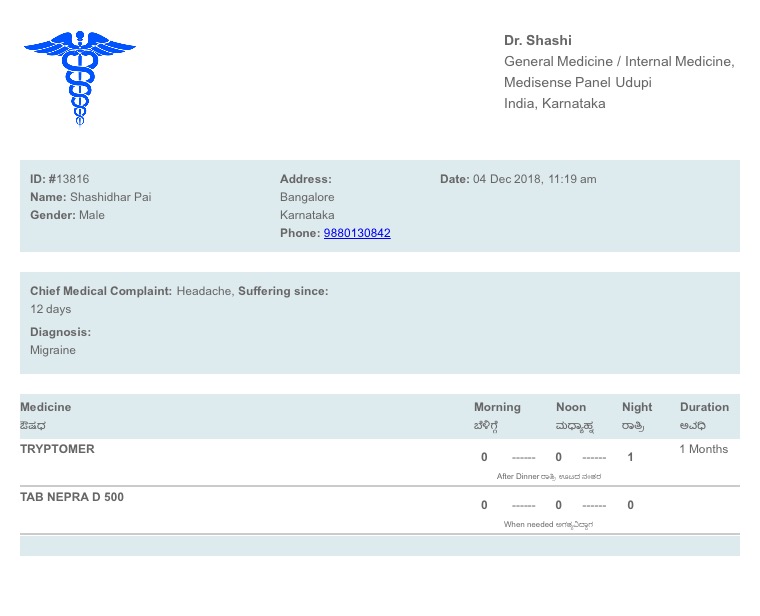 Dr. Shashi
General Medicine / Internal Medicine,
Medisense Panel Udupi
India, Karnataka
ID: #13816
Name: Shashidhar Pai
Gender: Male
Address:
Bangalore
Karnataka
Phone: 9880130842
Date: 04 Dec 2018, 11:19 am
Chief Medical Complaint: Headache, Suffering since:
12 days
Diagnosis:
Migraine
Medicine Morning Noon Night Duration
ಔಷಧ ಬೆಳಿಗ್ಗೆ ಮಧ್ಯಾಹ್ನ ರಾತ್ರಿ ಅವಧಿ
TRYPTOMER 1 Months
0 ------ 0 ------ 1
After Dinner ರಾತ್ರಿ ಊಟದ ನಂತರ
TAB NEPRA D 500
0 ------ 0 ------ 0
When needed ಅಗತ್ಯವಿದ್ದಾಗ